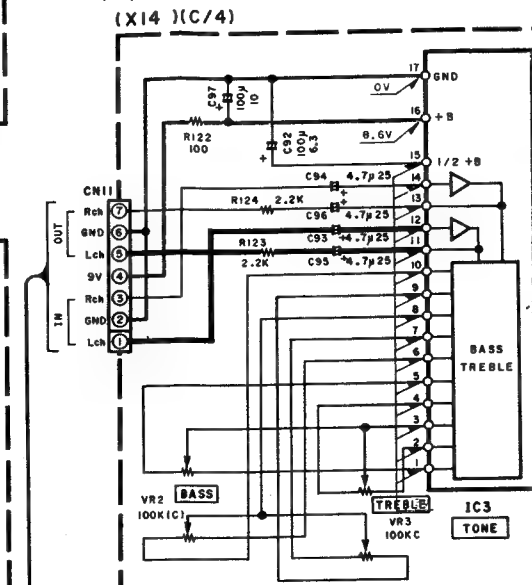 (X14 )(C/4)
17 GND
0V
C97 100µ 10
16 +B
R122 100
8.6V
C92 100µ 6.3
15 1/2 +B
C94 4.7µ25
14
CN11
R124 2.2K
13
Rch 7
C96 4.7µ25
OUT
GND 6
12
C93 4.7µ25
R123
11
Lch 5
2.2K
C95 4.7µ25
9V 4
10
Rch 3
9
IN
GND 2
8
Lch 1
7
BASS
6
TREBLE
5
4
3
2
1
VR2 BASS
TREBLE
IC3
100K(C)
VR3
TONE
100KC